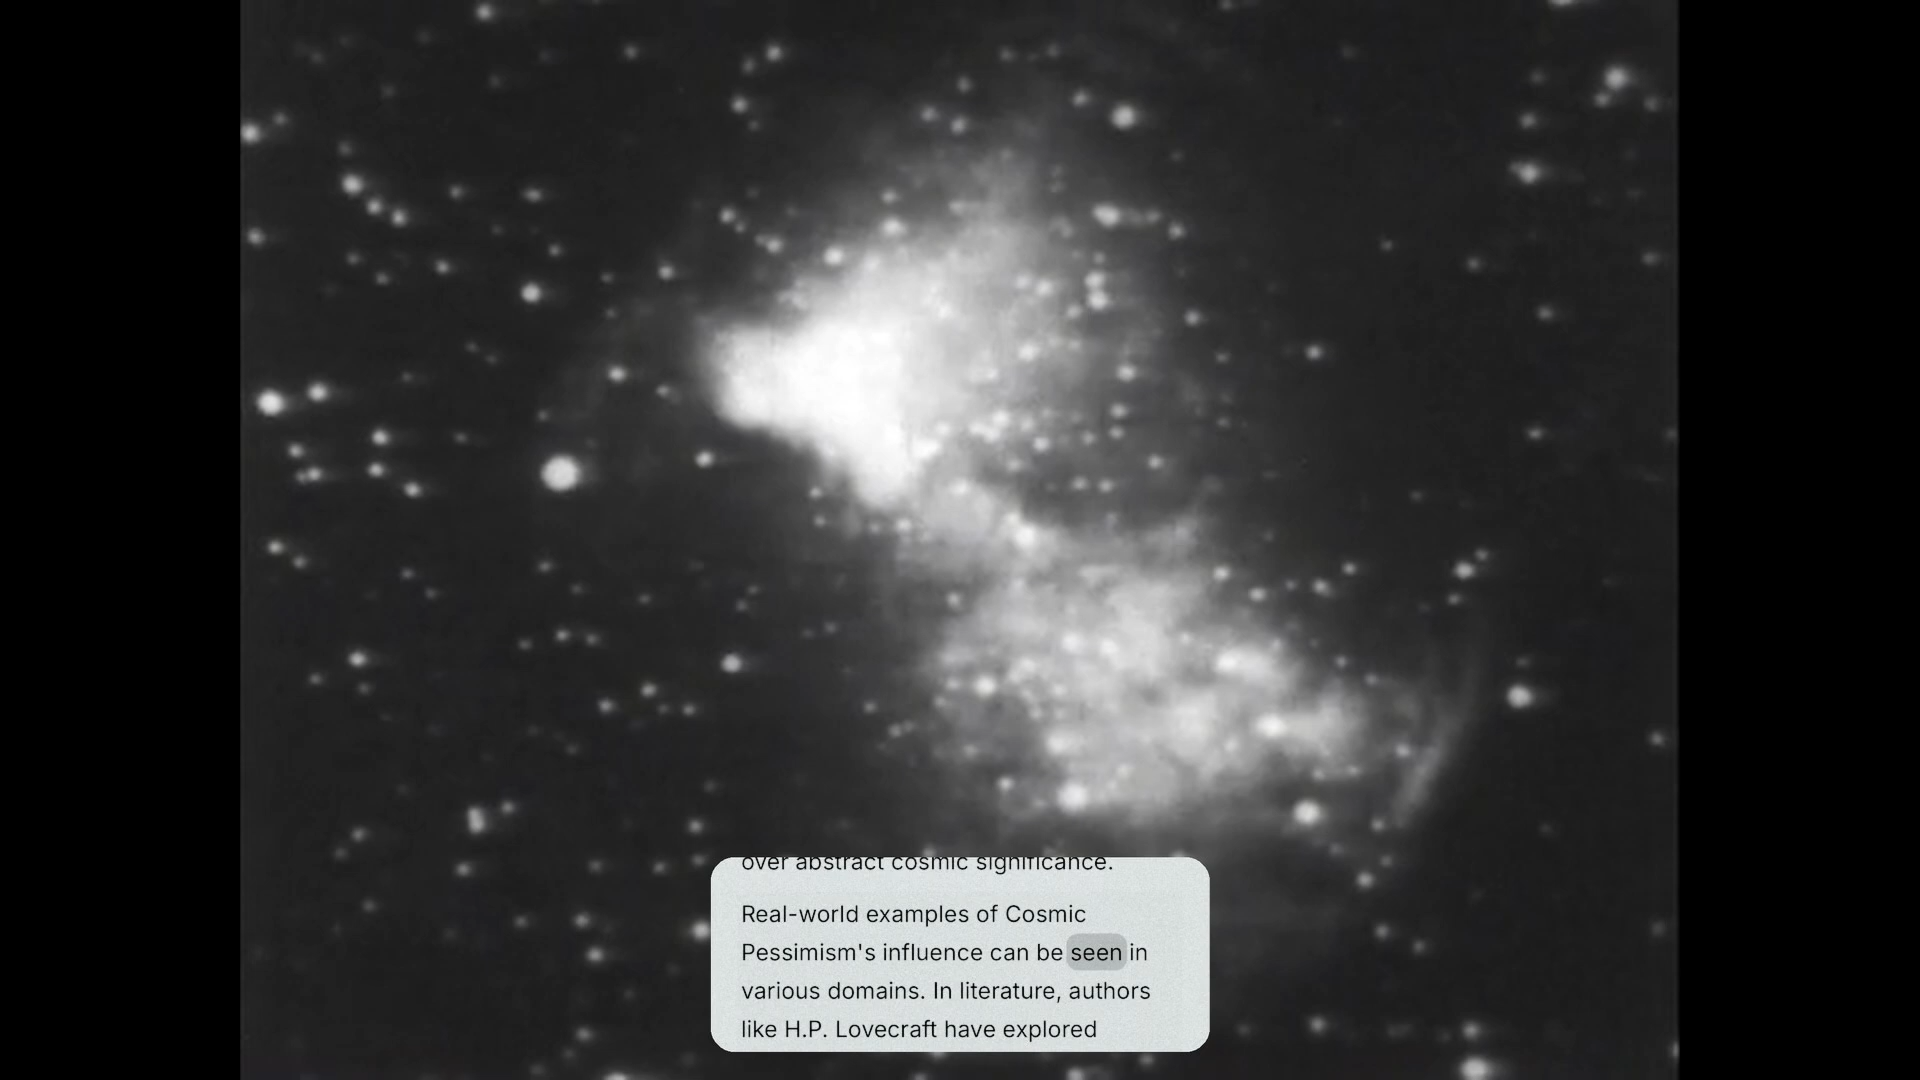 over abstract cosmic significance.
Real-world examples of Cosmic
Pessimism's influence can be seen in
various domains. In literature, authors
like H.P. Lovecraft have explored